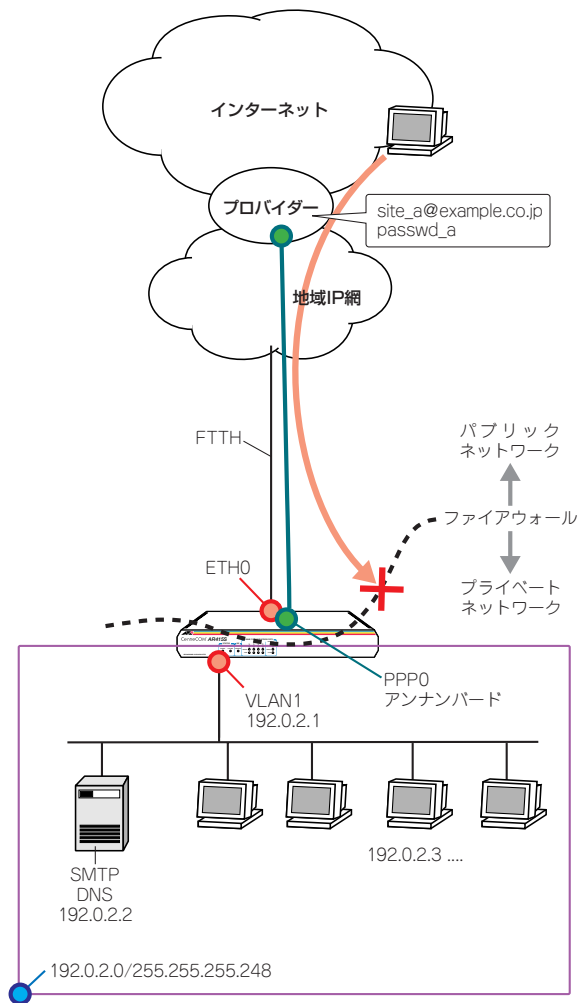 インターネット
プロバイダー
site_a@example.co.jp
passwd_a
地域IP網
FTTH
パブリック
ネットワーク
ファイアウォール
プライベート
ネットワーク
ETH0
CentreCOM AR415S
PPP0
アンナンバード
VLAN1
192.0.2.1
SMTP
DNS
192.0.2.2
192.0.2.3 ....
192.0.2.0/255.255.255.248